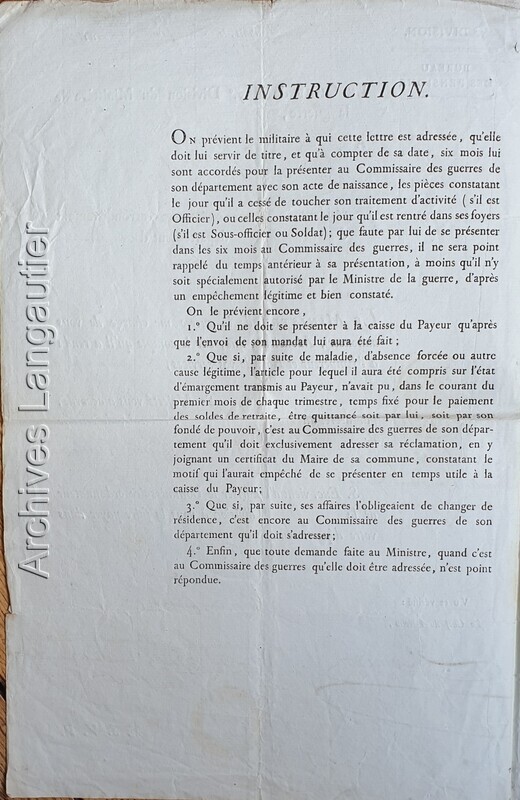 INSTRUCTION.
ON prévient le militaire à qui cette lettre est adressée, qu'elle
doit lui servir de titre, et qu'à compter de sa date, six mois lui
sont accordés pour la présenter au Commissaire des guerres de
son département avec son acte de naissance, les pièces constatant
le jour qu'il a cessé de toucher son traitement d'activité (s'il est
Officier), ou celles constatant le jour qu'il est rentré dans ses foyers
(s'il est Sous-officier ou Soldat); que faute par lui de se présenter
dans les six mois au Commissaire des guerres, il ne sera point
rappelé du temps antérieur à sa présentation, à moins qu'il n'y
soit spécialement autorisé par le Ministre de la guerre, d'après
un empêchement légitime et bien constaté.
On le prévient encore,
1.° Qu'il ne doit se présenter à la caisse du Payeur qu'après
que l'envoi de son mandat lui aura été fait;
2.° Que si, par suite de maladie, d'absence forcée ou autre
cause légitime, l'article pour lequel il aura été compris sur l'état
d'émargement transmis au Payeur, n'avait pu, dans le courant du
premier mois de chaque trimestre, temps fixé pour le paiement
des soldes de retraite, être quittancé soit par lui, soit par son
fondé de pouvoir, c'est au Commissaire des guerres de son dépar-
tement qu'il doit exclusivement adresser sa réclamation, en y
joignant un certificat du Maire de sa commune, constatant le
motif qui l'aurait empêché de se présenter en temps utile à la
caisse du Payeur;
3.° Que si, par suite, ses affaires l'obligeaient de changer de
résidence, c'est encore au Commissaire des guerres de son
département qu'il doit s'adresser;
4.° Enfin, que toute demande faite au Ministre, quand c'est
au Commissaire des guerres qu'elle doit être adressée, n'est point
répondue.
Archives Langautier